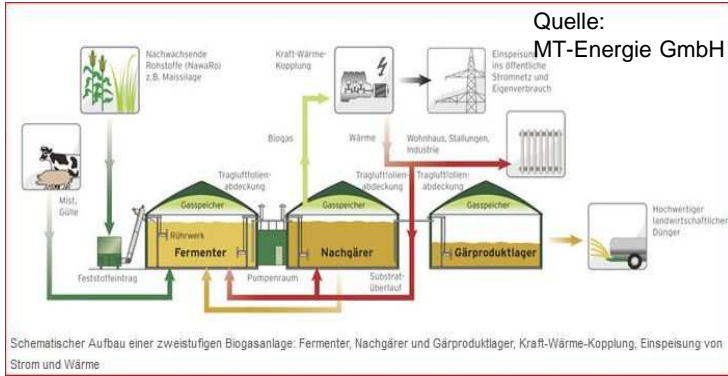 Quelle:
MT-Energie GmbH
Nachwachsende
Rohstoffe (NawaRo)
z.B. Maissilage
Kraft-Wärme-
Kopplung
Einspeisung
ins öffentliche
Stromnetz und
Eigenverbrauch
Mist,
Gülle
Biogas
Wärme
Wohnhaus, Stallungen,
Industrie
Tragluftfolien-
abdeckung
Tragluftfolien-
abdeckung
Tragluftfolien-
abdeckung
Gasspeicher
Gasspeicher
Gasspeicher
Rührwerk
Fermenter
Nachgärer
Gärproduktlager
Hochwertiger
landwirtschaftlicher
Dünger
Feststoffeintrag
Pumpenraum
Substrat-
überlauf
Schematischer Aufbau einer zweistufigen Biogasanlage: Fermenter, Nachgärer und Gärproduktlager, Kraft-Wärme-Kopplung, Einspeisung von
Strom und Wärme